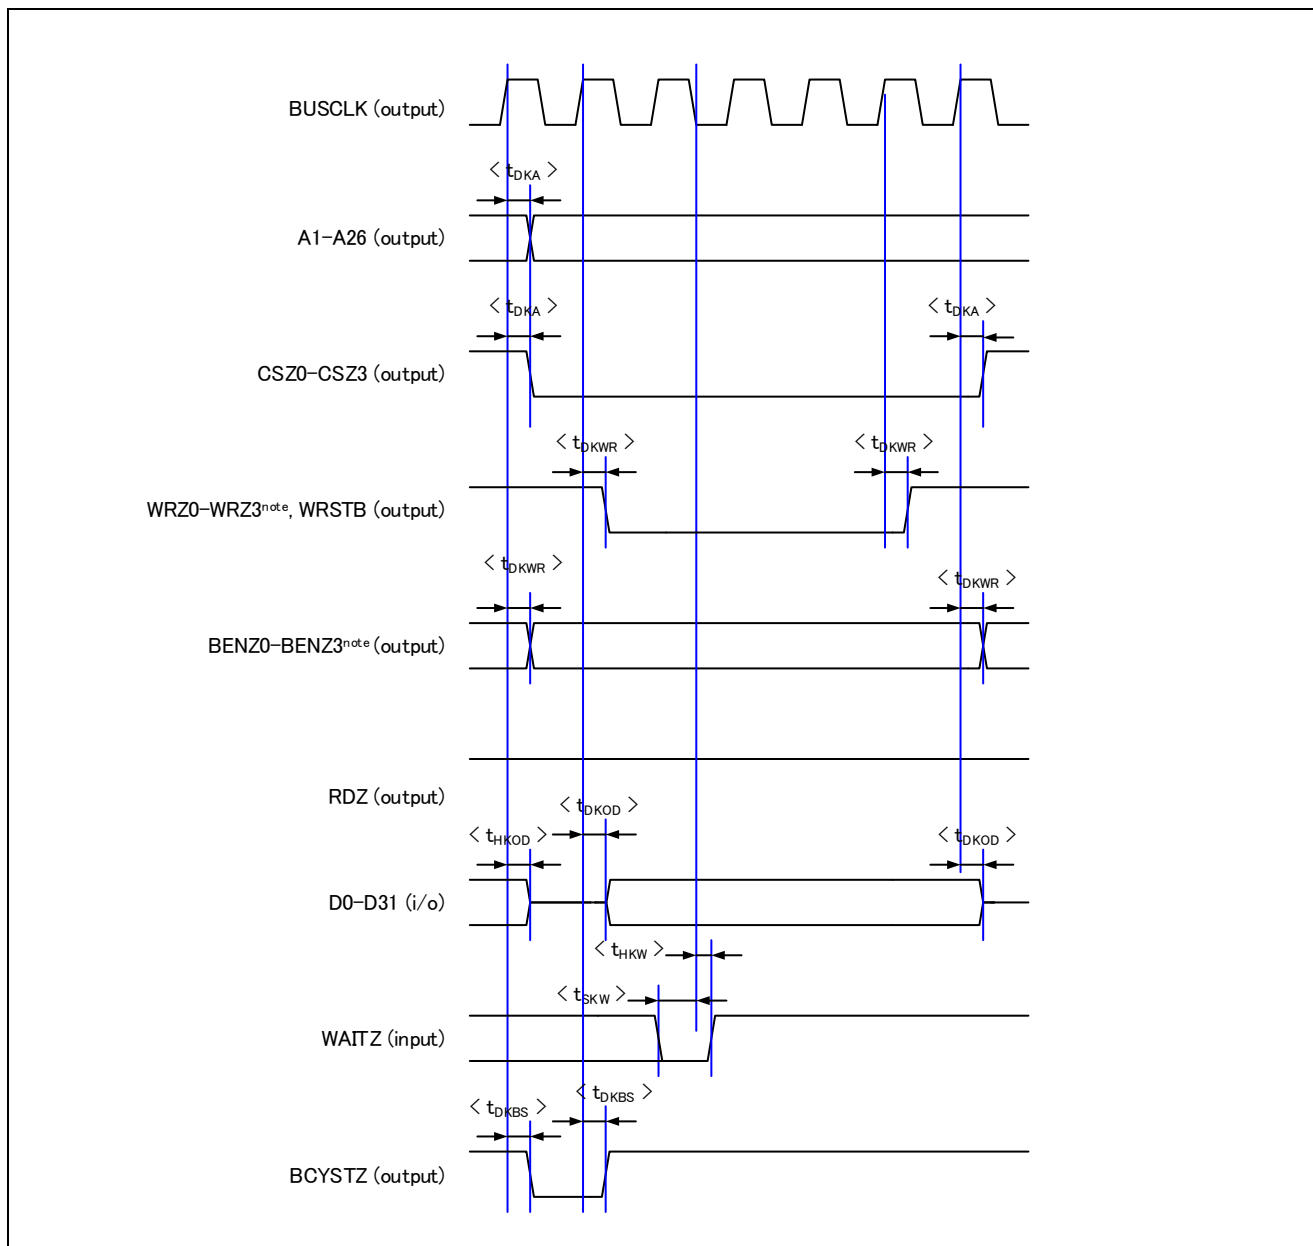 BUSCLK (output)
< tDKA >
A1-A26 (output)
< tDKA > < tDKA >
CSZ0-CSZ3 (output)
< tDKWR > < tDKWR >
WRZ0-WRZ3note, WRSTB (output)
< tDKWR > < tDKWR >
BENZ0-BENZ3note (output)
RDZ (output)
< tDKOD >
< tHKOD > < tDKOD >
D0-D31 (i/o)
< tHKW >
< tSKW >
WAITZ (input)
< tDKBS >
< tDKBS >
BCYSTZ (output)